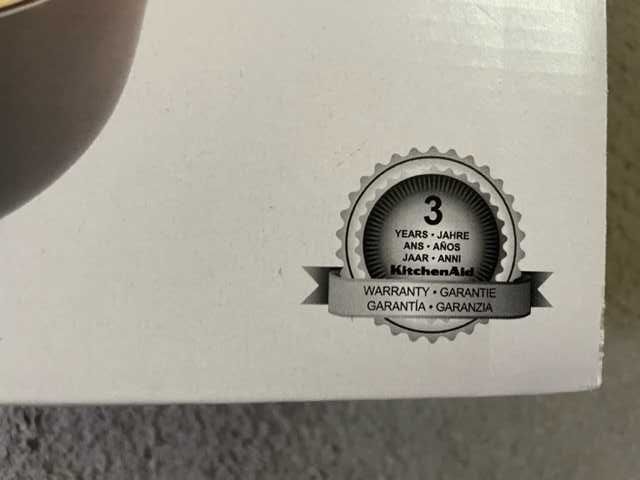 3
YEARS • JAHRE
ANS • AÑOS
JAAR • ANNI
KitchenAid
WARRANTY • GARANTIE
GARANTÍA • GARANZIA